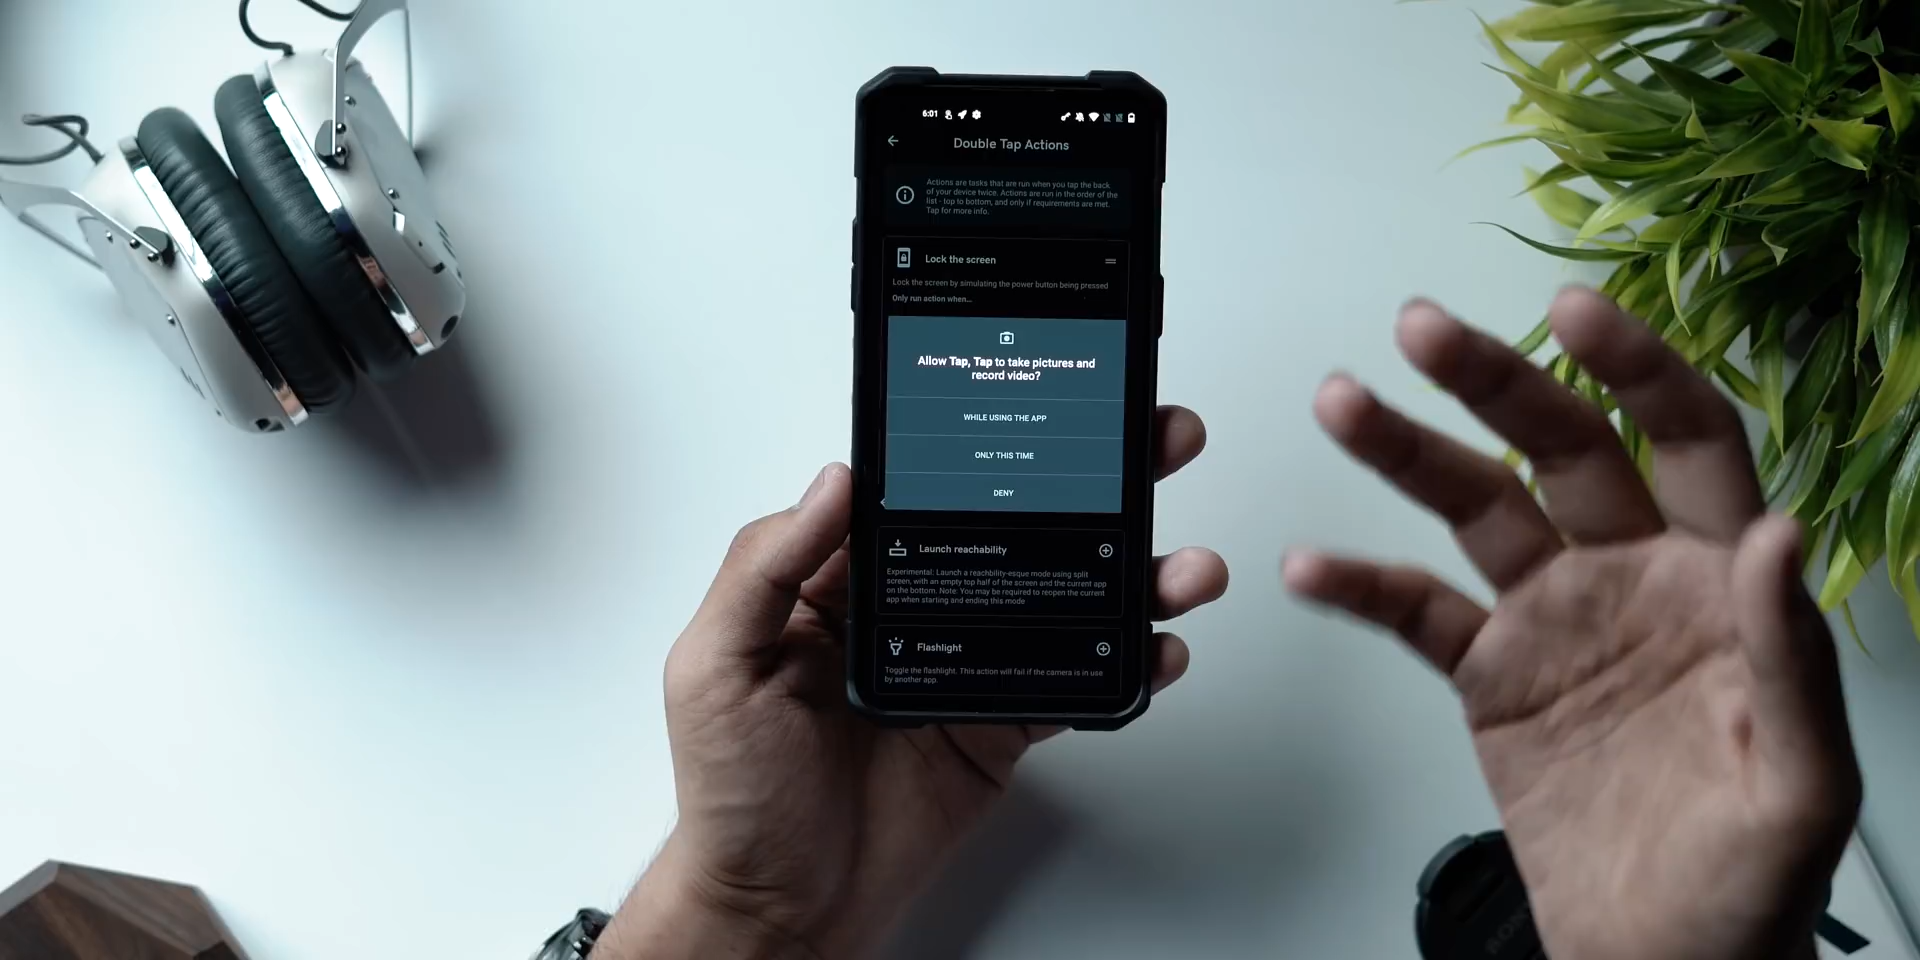 6:01
Double Tap Actions
Actions are tasks that are run when you tap the back
of your device twice. Actions are run in the order of the
list - top to bottom, and only if requirements are met.
Tap for more info.
Lock the screen
Lock the screen by simulating the power button being pressed
Only run action when...
Allow Tap, Tap to take pictures and
record video?
WHILE USING THE APP
ONLY THIS TIME
DENY
Launch reachability
Experimental: Launch a reachbility-esque mode using split
screen, with an empty top half of the screen and the current app
on the bottom. Note: You may be required to reopen the current
app when starting and ending this mode
Flashlight
Toggle the flashlight. This action will fail if the camera is in use
by another app.